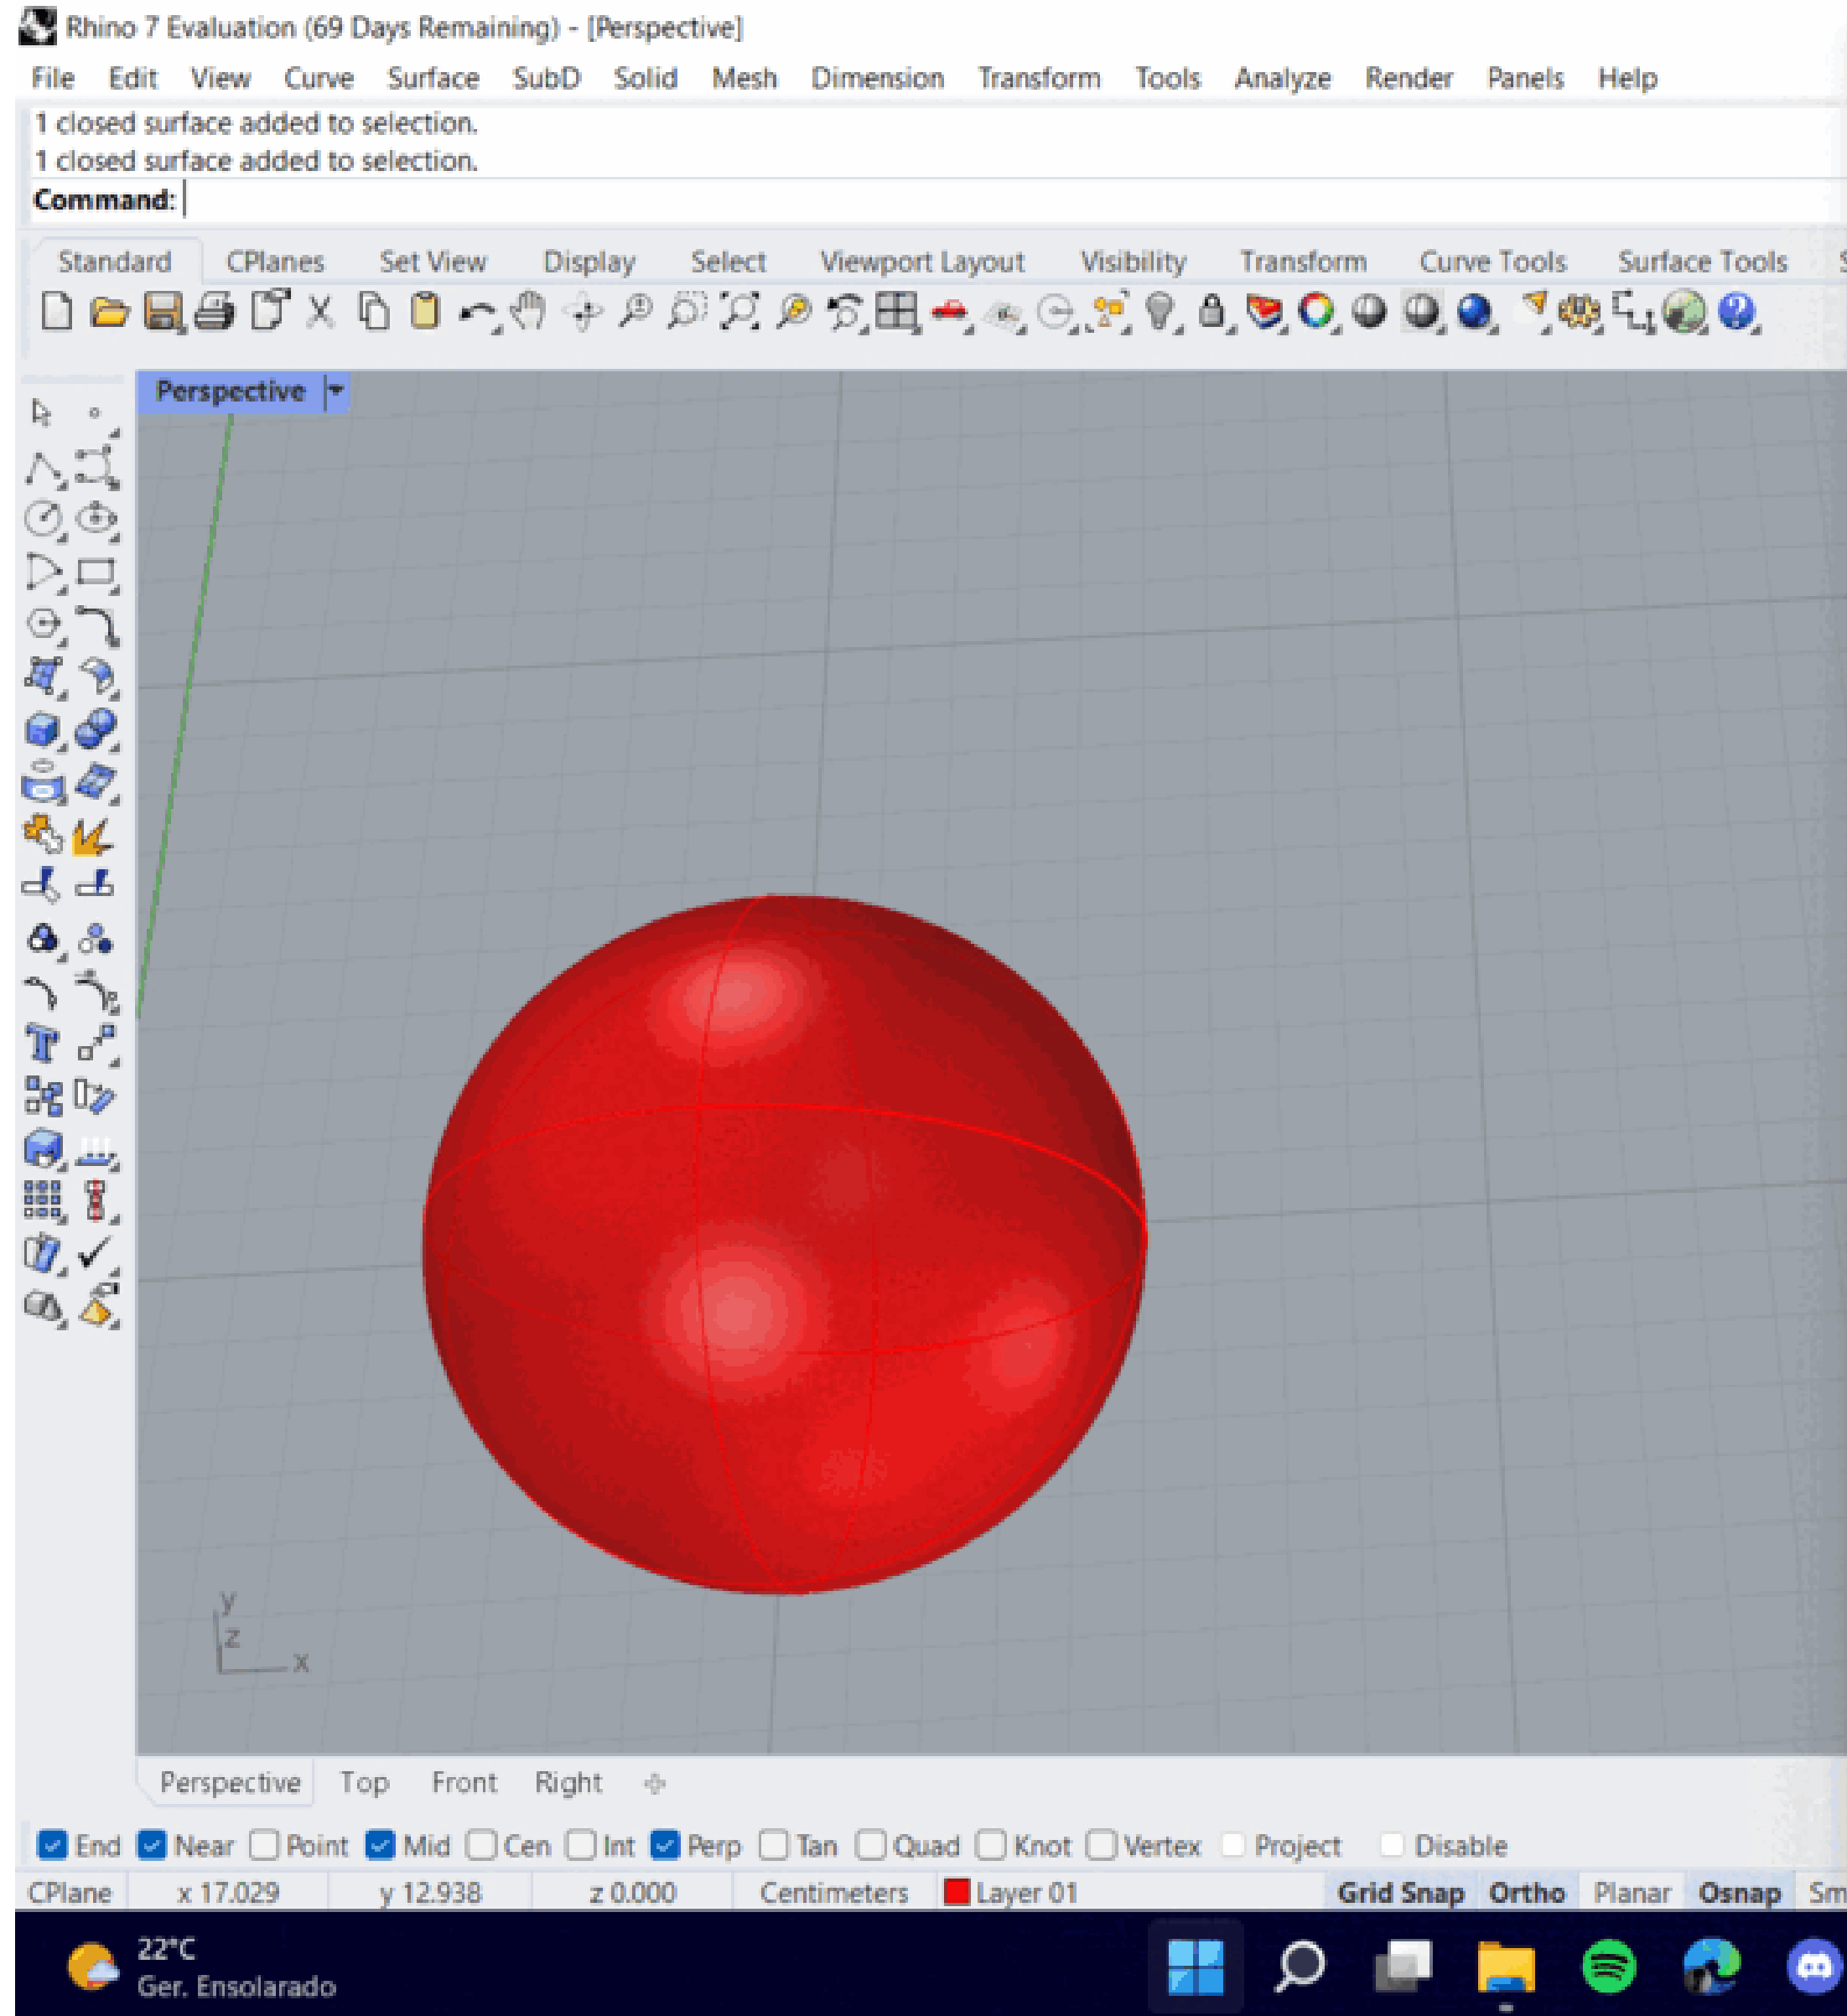 Rhino 7 Evaluation (69 Days Remaining) - [Perspective]
File Edit View Curve Surface SubD Solid Mesh Dimension Transform Tools Analyze Render Panels Help
1 closed surface added to selection.
1 closed surface added to selection.
Command:
Standard CPlanes Set View Display Select Viewport Layout Visibility Transform Curve Tools Surface Tools
Perspective
y
z
x
Perspective Top Front Right
End Near Point Mid Cen Int Perp Tan Quad Knot Vertex Project Disable
CPlane x 17.029 y 12.938 z 0.000 Centimeters Layer 01 Grid Snap Ortho Planar Osnap Sm
22°C
Ger. Ensolarado